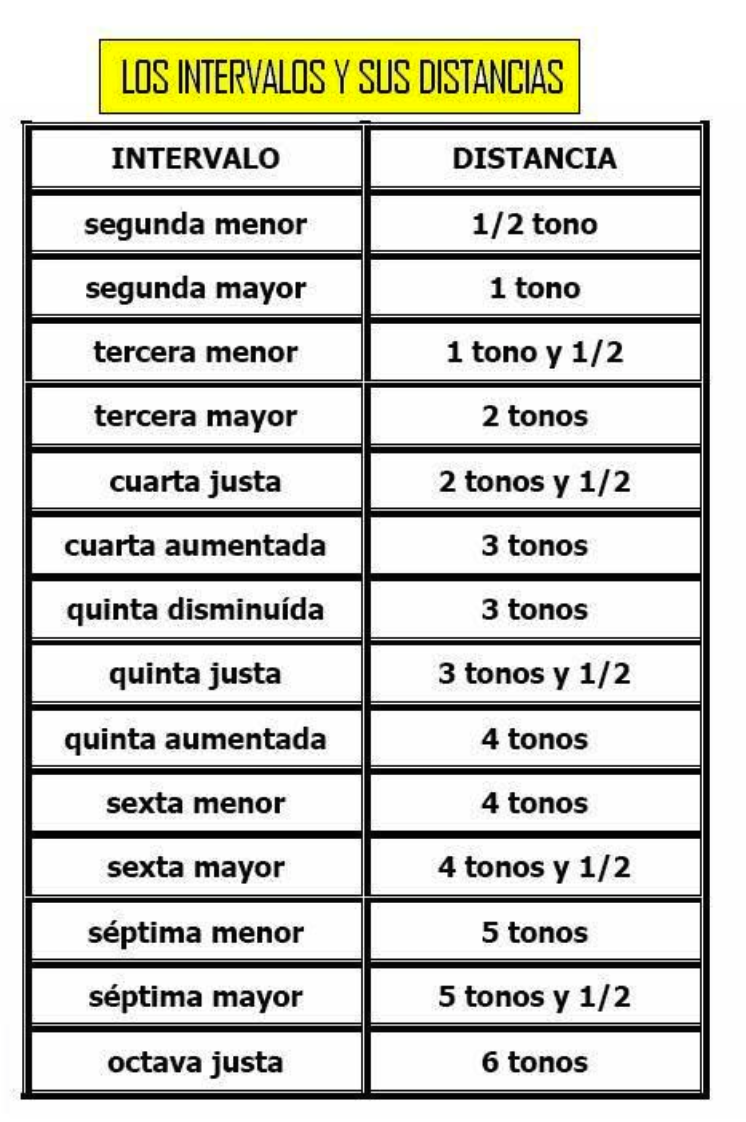 LOS INTERVALOS Y SUS DISTANCIAS
INTERVALO DISTANCIA
segunda menor 1/2 tono
segunda mayor 1 tono
tercera menor 1 tono y 1/2
tercera mayor 2 tonos
cuarta justa 2 tonos y 1/2
cuarta aumentada 3 tonos
quinta disminuída 3 tonos
quinta justa 3 tonos y 1/2
quinta aumentada 4 tonos
sexta menor 4 tonos
sexta mayor 4 tonos y 1/2
séptima menor 5 tonos
séptima mayor 5 tonos y 1/2
octava justa 6 tonos